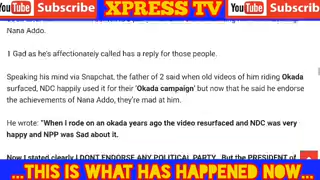 YouTube Subscribe XPRESS TV YouTube Subscribe
Nana Addo.
1 Gad as he's affectionately called has a reply for those people.
Speaking his mind via Snapchat, the father of 2 said when old videos of him riding Okada
surfaced, NDC happily used it for their 'Okada campaign' but now that he said he endorse
the achievements of Nana Addo, they're mad at him.
He wrote: "When I rode on an okada years ago the video resurfaced and NDC was very
happy and NPP was Sad about it.
Now I stated clearly I DONT ENDORSE ANY POLITICAL PARTY.. But the PRESIDENT of
...THIS IS WHAT HAS HAPPENED NOW...